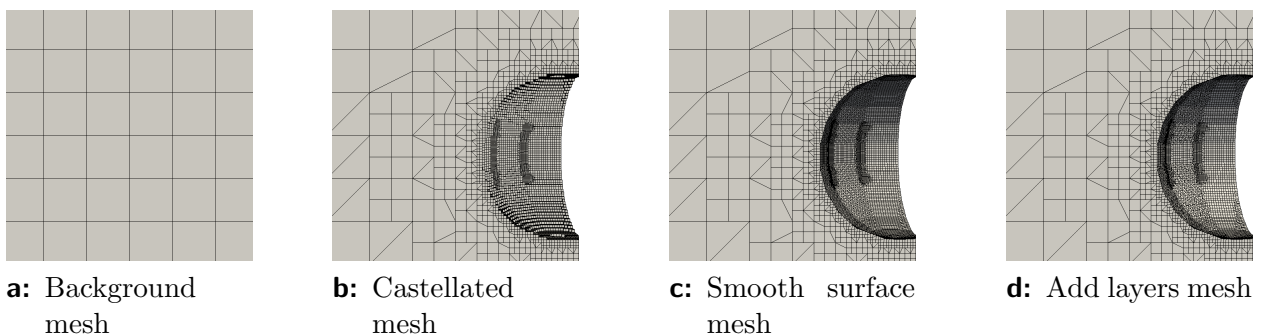 a: Background
mesh
b: Castellated
mesh
c: Smooth surface
mesh
d: Add layers mesh